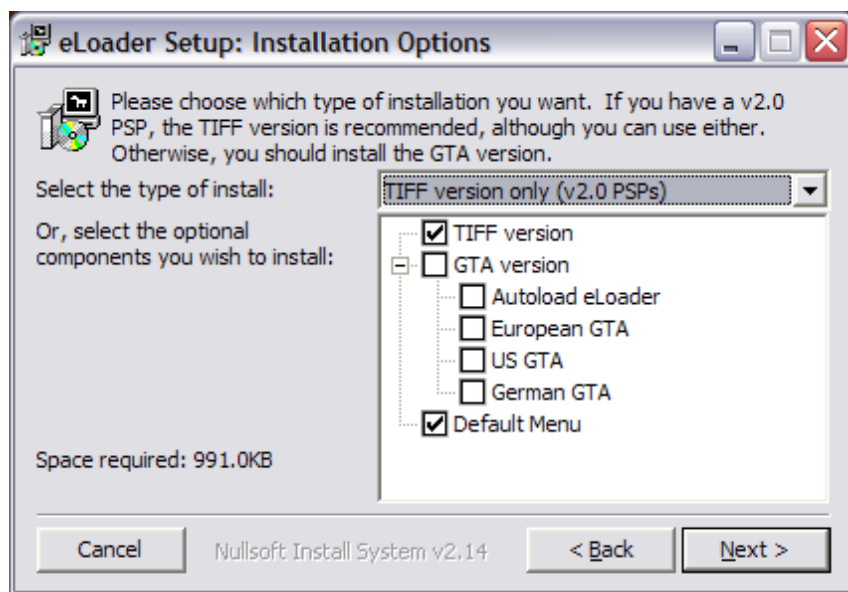 eLoader Setup: Installation Options
Please choose which type of installation you want.  If you have a v2.0
PSP, the TIFF version is recommended, although you can use either.
Otherwise, you should install the GTA version.
Select the type of install:
TIFF version only (v2.0 PSPs)
Or, select the optional
components you wish to install:
TIFF version
GTA version
Autoload eLoader
European GTA
US GTA
German GTA
Default Menu
Space required: 991.0KB
Cancel
Nullsoft Install System v2.14
< Back
Next >